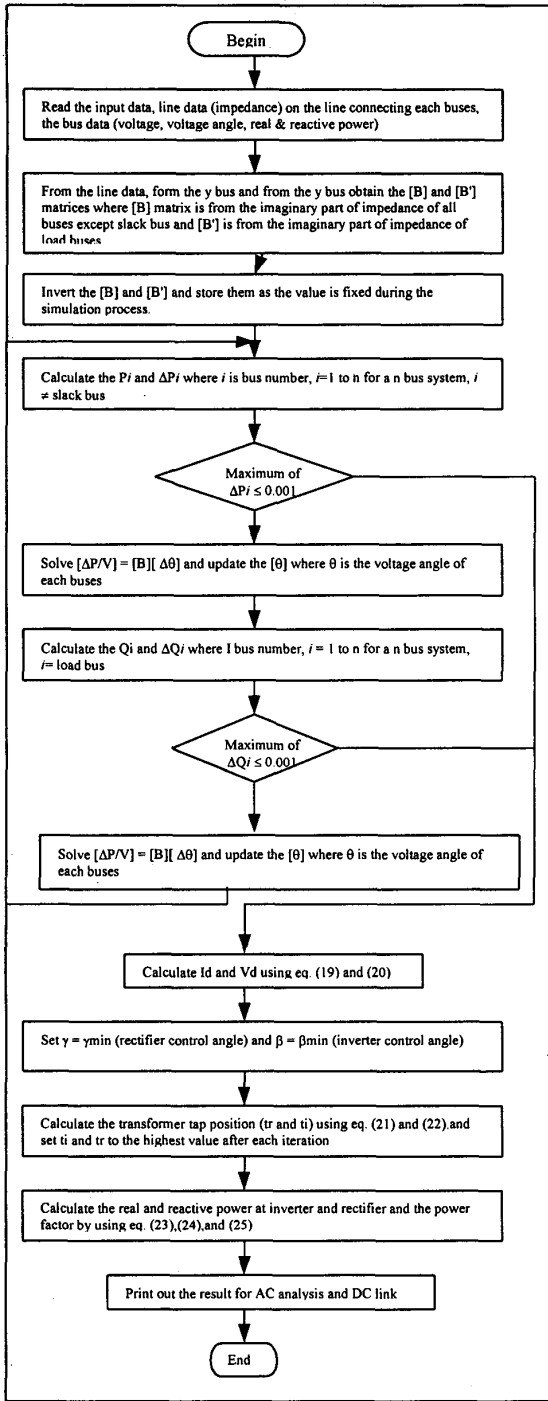 Begin
Read the input data, line data (impedance) on the line connecting each buses,
the bus data (voltage, voltage angle, real & reactive power)
From the line data, form the y bus and from the y bus obtain the [B] and [B']
matrices where [B] matrix is from the imaginary part of impedance of all
buses except slack bus and [B'] is from the imaginary part of impedance of
load buses
Invert the [B] and [B'] and store them as the value is fixed during the
simulation process.
Calculate the Pi and ΔPi where i is bus number, i=1 to n for a n bus system, i
≠ slack bus
Maximum of
ΔPi ≤ 0.001
Solve [ΔP/V] = [B][ Δθ] and update the [θ] where θ is the voltage angle of
each buses
Calculate the Qi and ΔQi where I bus number, i = 1 to n for a n bus system,
i= load bus
Maximum of
ΔQi ≤ 0.001
Solve [ΔP/V] = [B][ Δθ] and update the [θ] where θ is the voltage angle of
each buses
Calculate Id and Vd using eq. (19) and (20)
Set γ = γmin (rectifier control angle) and β = βmin (inverter control angle)
Calculate the transformer tap position (tr and ti) using eq. (21) and (22).and
set ti and tr to the highest value after each iteration
Calculate the real and reactive power at inverter and rectifier and the power
factor by using eq. (23),(24),and (25)
Print out the result for AC analysis and DC link
End